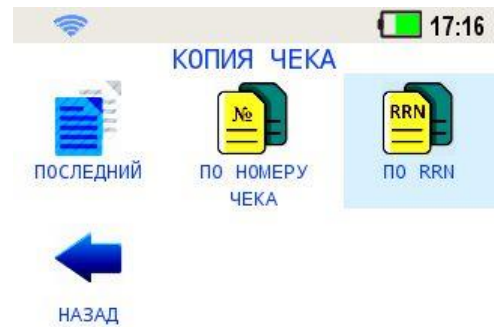 17:16
КОПИЯ ЧЕКА
№
RRN
ПОСЛЕДНИЙ
ПО НОМЕРУ
ЧЕКА
ПО RRN
НАЗАД